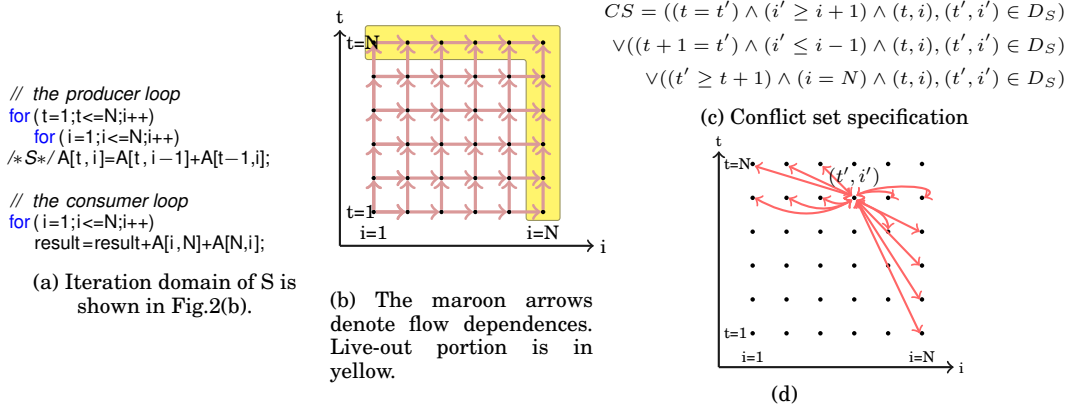 // the producer loop
for (t=1;t<=N;i++)
for (i=1;i<=N;i++)
/*S*/ A[t,i]=A[t,i-1]+A[t-1,i];
// the consumer loop
for (i=1;i<=N;i++)
result=result+A[i,N]+A[N,i];
(a) Iteration domain of S is
shown in Fig.2(b).
t
t=N
t=1
i=1
i=N
i
(b) The maroon arrows
denote flow dependences.
Live-out portion is in
yellow.
CS = ((t = t′) ∧ (i′ ≥ i + 1) ∧ (t, i), (t′, i′) ∈ D_S)
∨((t + 1 = t′) ∧ (i′ ≤ i − 1) ∧ (t, i), (t′, i′) ∈ D_S)
∨((t′ ≥ t + 1) ∧ (i = N) ∧ (t, i), (t′, i′) ∈ D_S)
(c) Conflict set specification
t
t=N
(t′, i′)
t=1
i=1
i=N
i
(d)